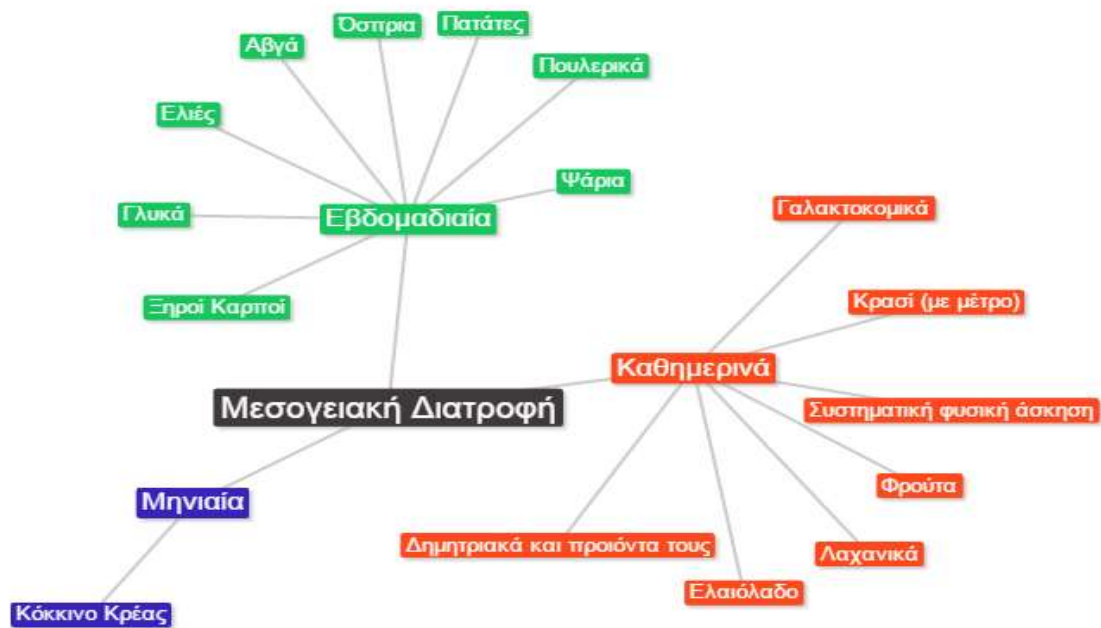 Όσπρια
Πατάτες
Αβγά
Πουλερικά
Ελιές
Ψάρια
Γλυκά
Εβδομαδιαία
Γαλακτοκομικά
Ξηροί Καρποί
Κρασί (με μέτρο)
Καθημερινά
Μεσογειακή Διατροφή
Συστηματική φυσική άσκηση
Φρούτα
Μηνιαία
Δημητριακά και προιόντα τους
Λαχανικά
Ελαιόλαδο
Κόκκινο Κρέας